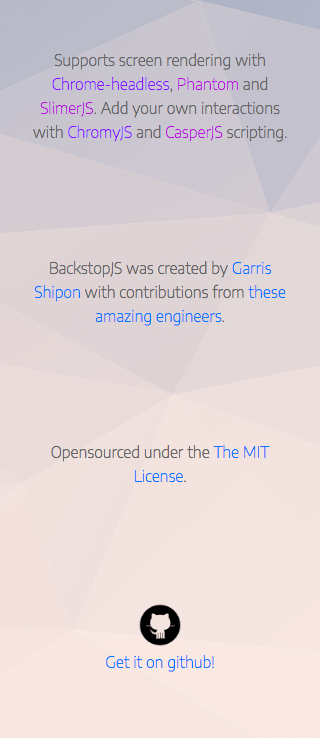 Supports screen rendering with
Chrome-headless, Phantom and
SlimerJS. Add your own interactions
with ChromyJS and CasperJS scripting.
BackstopJS was created by Garris
Shipon with contributions from these
amazing engineers.
Opensourced under the The MIT
License.
Get it on github!